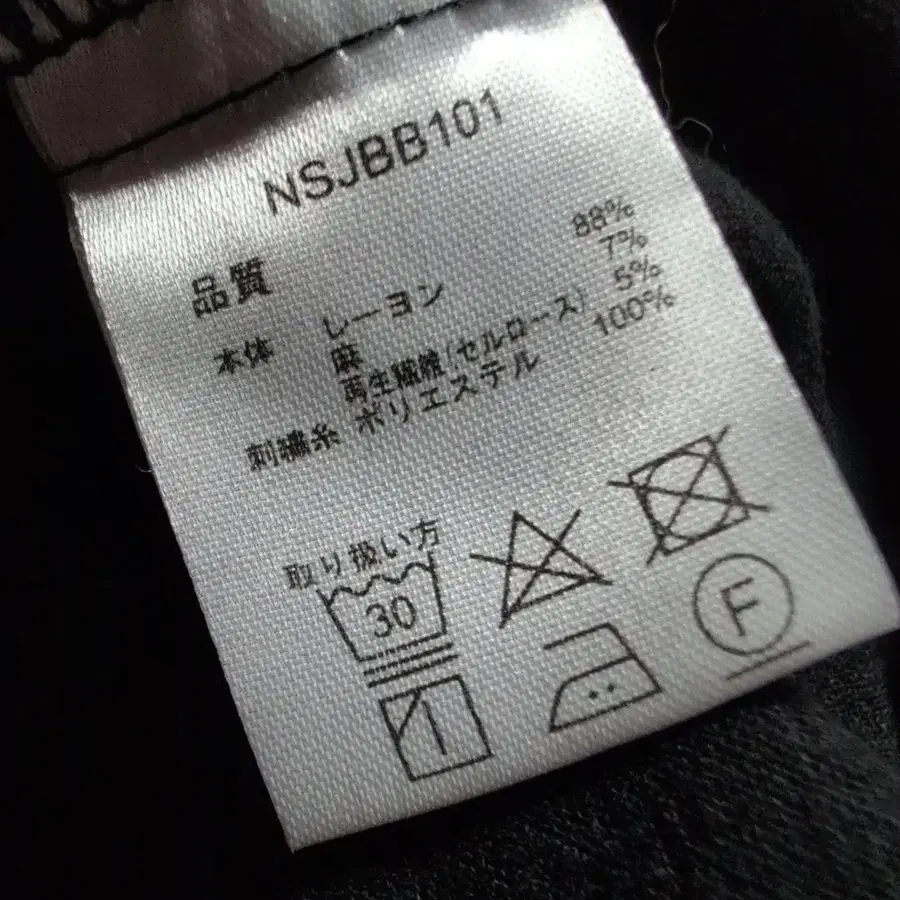 NSJBB101
品質
本体 レーヨン 88%
麻 7%
再生繊維(セルロース) 5%
刺繍糸 ポリエステル 100%
取り扱い方
30
F